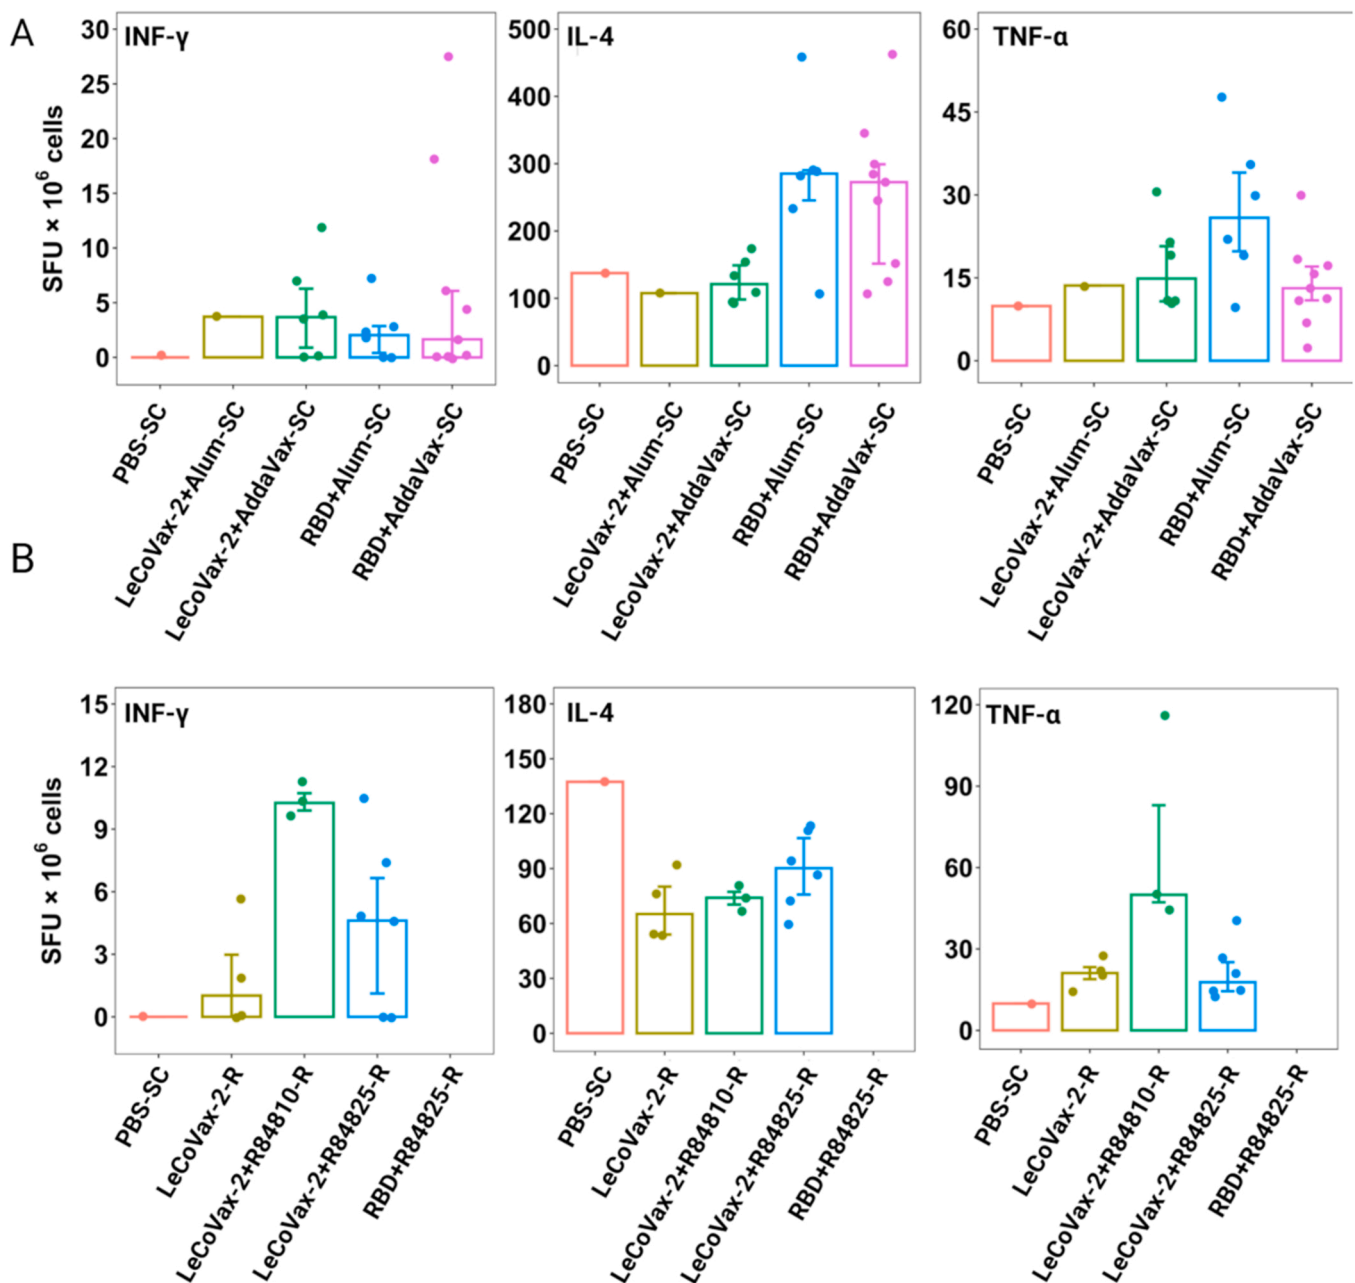 A
INF-γ
IL-4
TNF-α
SFU × 10⁶ cells
30
25
20
15
10
5
0
500
400
300
200
100
0
60
45
30
15
0
PBS-SC
LeCoVax-2+Alum-SC
LeCoVax-2+AddaVax-SC
RBD+Alum-SC
RBD+AddaVax-SC
PBS-SC
LeCoVax-2+Alum-SC
LeCoVax-2+AddaVax-SC
RBD+Alum-SC
RBD+AddaVax-SC
PBS-SC
LeCoVax-2+Alum-SC
LeCoVax-2+AddaVax-SC
RBD+Alum-SC
RBD+AddaVax-SC
B
INF-γ
IL-4
TNF-α
SFU × 10⁶ cells
15
12
9
6
3
0
180
150
120
90
60
30
0
120
90
60
30
0
PBS-SC
LeCoVax-2-R
LeCoVax-2+R84810-R
LeCoVax-2+R84825-R
RBD+R84825-R
PBS-SC
LeCoVax-2-R
LeCoVax-2+R84810-R
LeCoVax-2+R84825-R
RBD+R84825-R
PBS-SC
LeCoVax-2-R
LeCoVax-2+R84810-R
LeCoVax-2+R84825-R
RBD+R84825-R